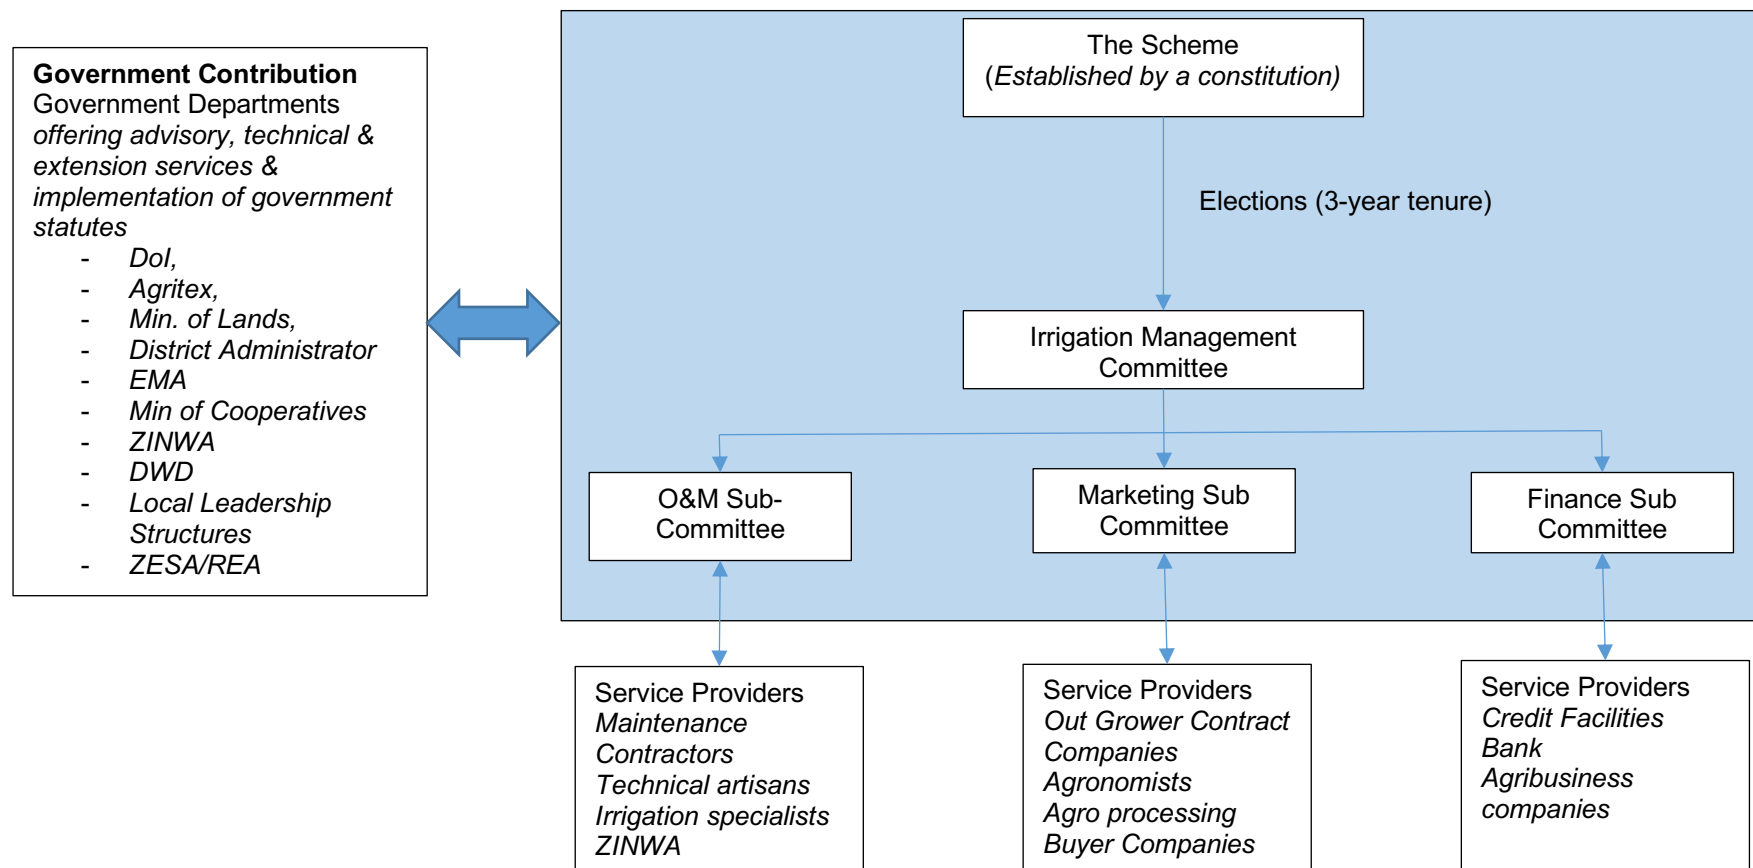 Government Contribution
Government Departments
offering advisory, technical &
extension services &
implementation of government
statutes
- DoI,
- Agritex,
- Min. of Lands,
- District Administrator
- EMA
- Min of Cooperatives
- ZINWA
- DWD
- Local Leadership
Structures
- ZESA/REA
The Scheme
(Established by a constitution)
Elections (3-year tenure)
Irrigation Management
Committee
O&M Sub-
Committee
Marketing Sub
Committee
Finance Sub
Committee
Service Providers
Maintenance
Contractors
Technical artisans
Irrigation specialists
ZINWA
Service Providers
Out Grower Contract
Companies
Agronomists
Agro processing
Buyer Companies
Service Providers
Credit Facilities
Bank
Agribusiness
companies